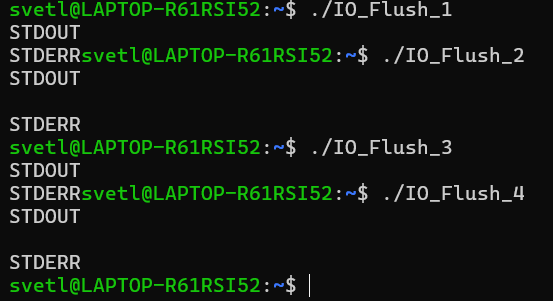 svetl@LAPTOP-R61RSI52:~$ ./IO_Flush_1
STDOUT
STDERRsvetl@LAPTOP-R61RSI52:~$ ./IO_Flush_2
STDOUT
STDERR
svetl@LAPTOP-R61RSI52:~$ ./IO_Flush_3
STDOUT
STDERRsvetl@LAPTOP-R61RSI52:~$ ./IO_Flush_4
STDOUT
STDERR
svetl@LAPTOP-R61RSI52:~$